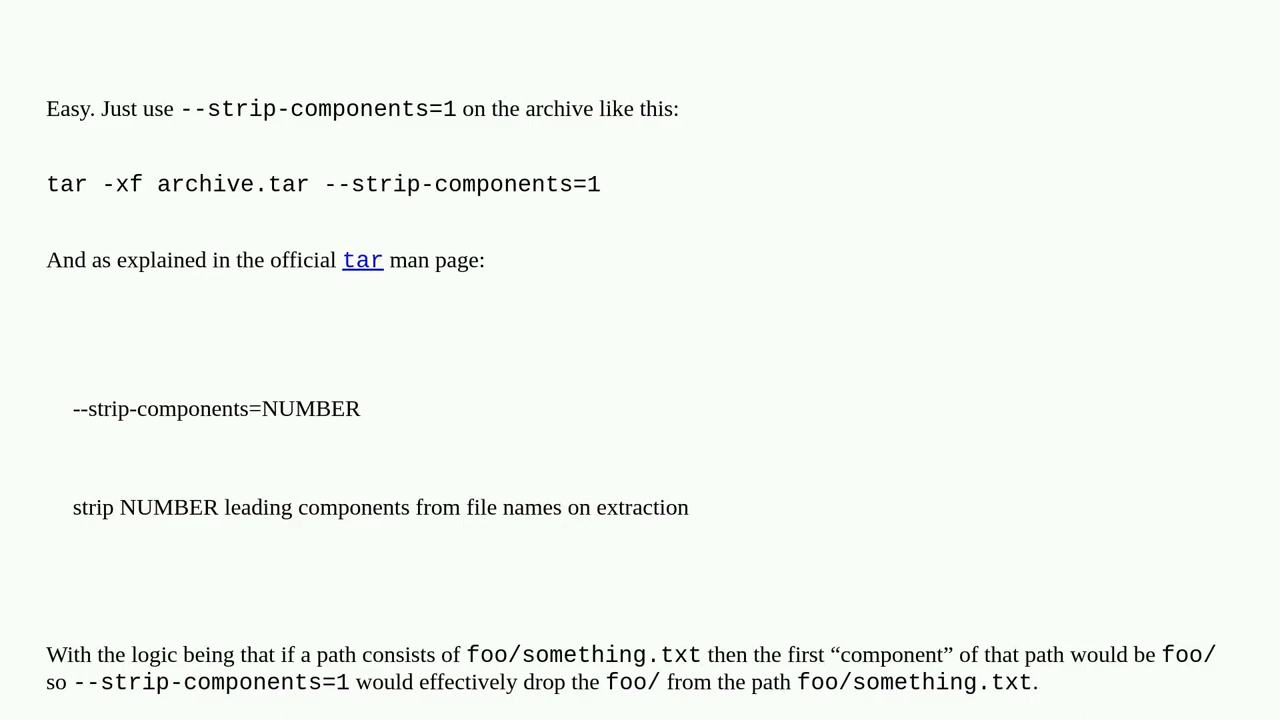 Easy. Just use --strip-components=1 on the archive like this:
tar -xf archive.tar --strip-components=1
And as explained in the official tar man page:
--strip-components=NUMBER
strip NUMBER leading components from file names on extraction
With the logic being that if a path consists of foo/something.txt then the first “component” of that path would be foo/
so --strip-components=1 would effectively drop the foo/ from the path foo/something.txt.